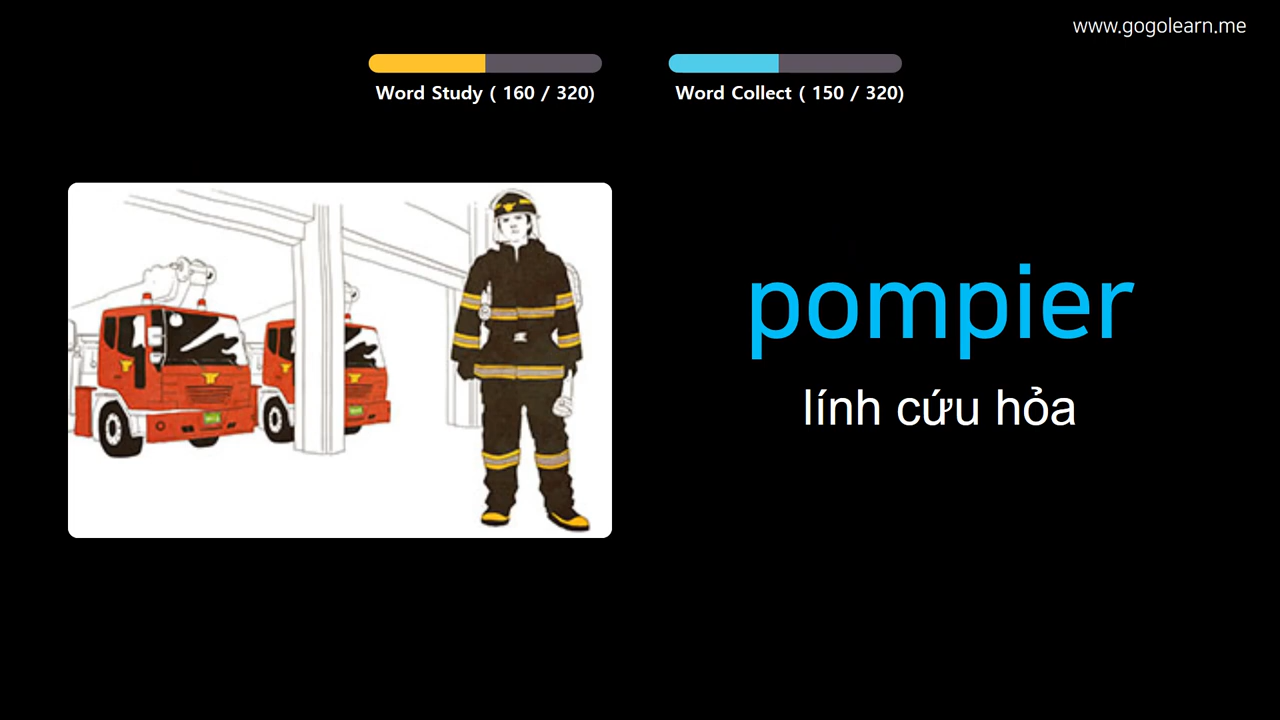 www.gogolearn.me
Word Study ( 160 / 320)
Word Collect ( 150 / 320)
pompier
lính cứu hỏa